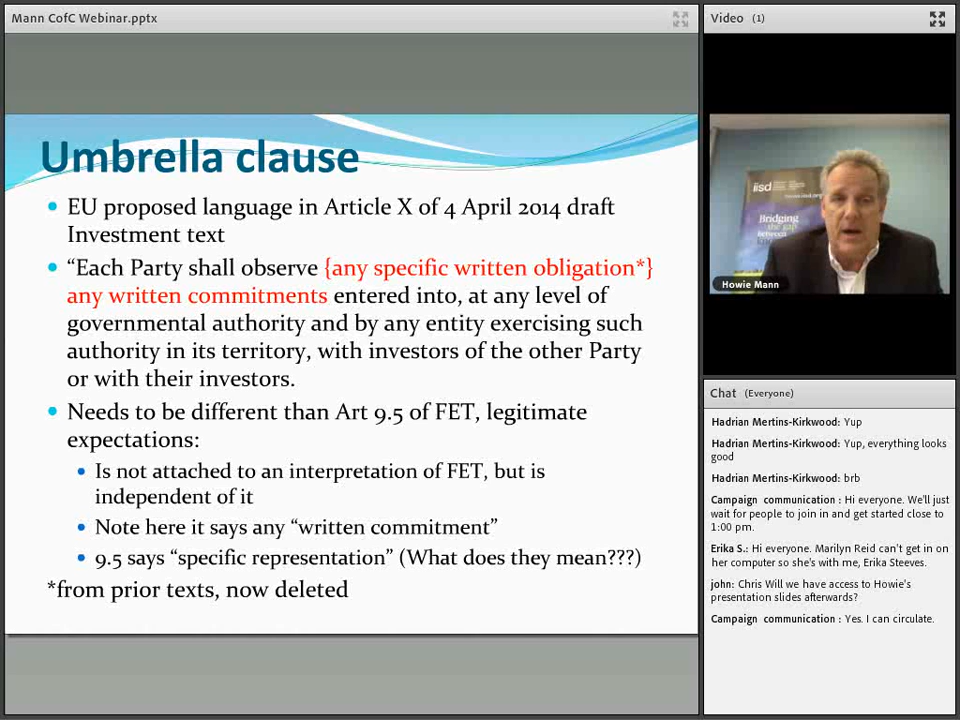 Mann CofC Webinar.pptx
Umbrella clause
• EU proposed language in Article X of 4 April 2014 draft
Investment text
• “Each Party shall observe {any specific written obligation*}
any written commitments entered into, at any level of
governmental authority and by any entity exercising such
authority in its territory, with investors of the other Party
or with their investors.
• Needs to be different than Art 9.5 of FET, legitimate
expectations:
• Is not attached to an interpretation of FET, but is
independent of it
• Note here it says any “written commitment”
• 9.5 says “specific representation” (What does they mean???)
*from prior texts, now deleted
Video (1)
iisd
Bridging
the gap
between
Howie Mann
Chat (Everyone)
Hadrian Mertins-Kirkwood: Yup
Hadrian Mertins-Kirkwood: Yup, everything looks
good
Hadrian Mertins-Kirkwood: brb
Campaign communication : Hi everyone. We'll just
wait for people to join in and get started close to
1:00 pm.
Erika S.: Hi everyone. Marilyn Reid can't get in on
her computer so she's with me, Erika Steeves.
john: Chris Will we have access to Howie's
presentation slides afterwards?
Campaign communication : Yes. I can circulate.